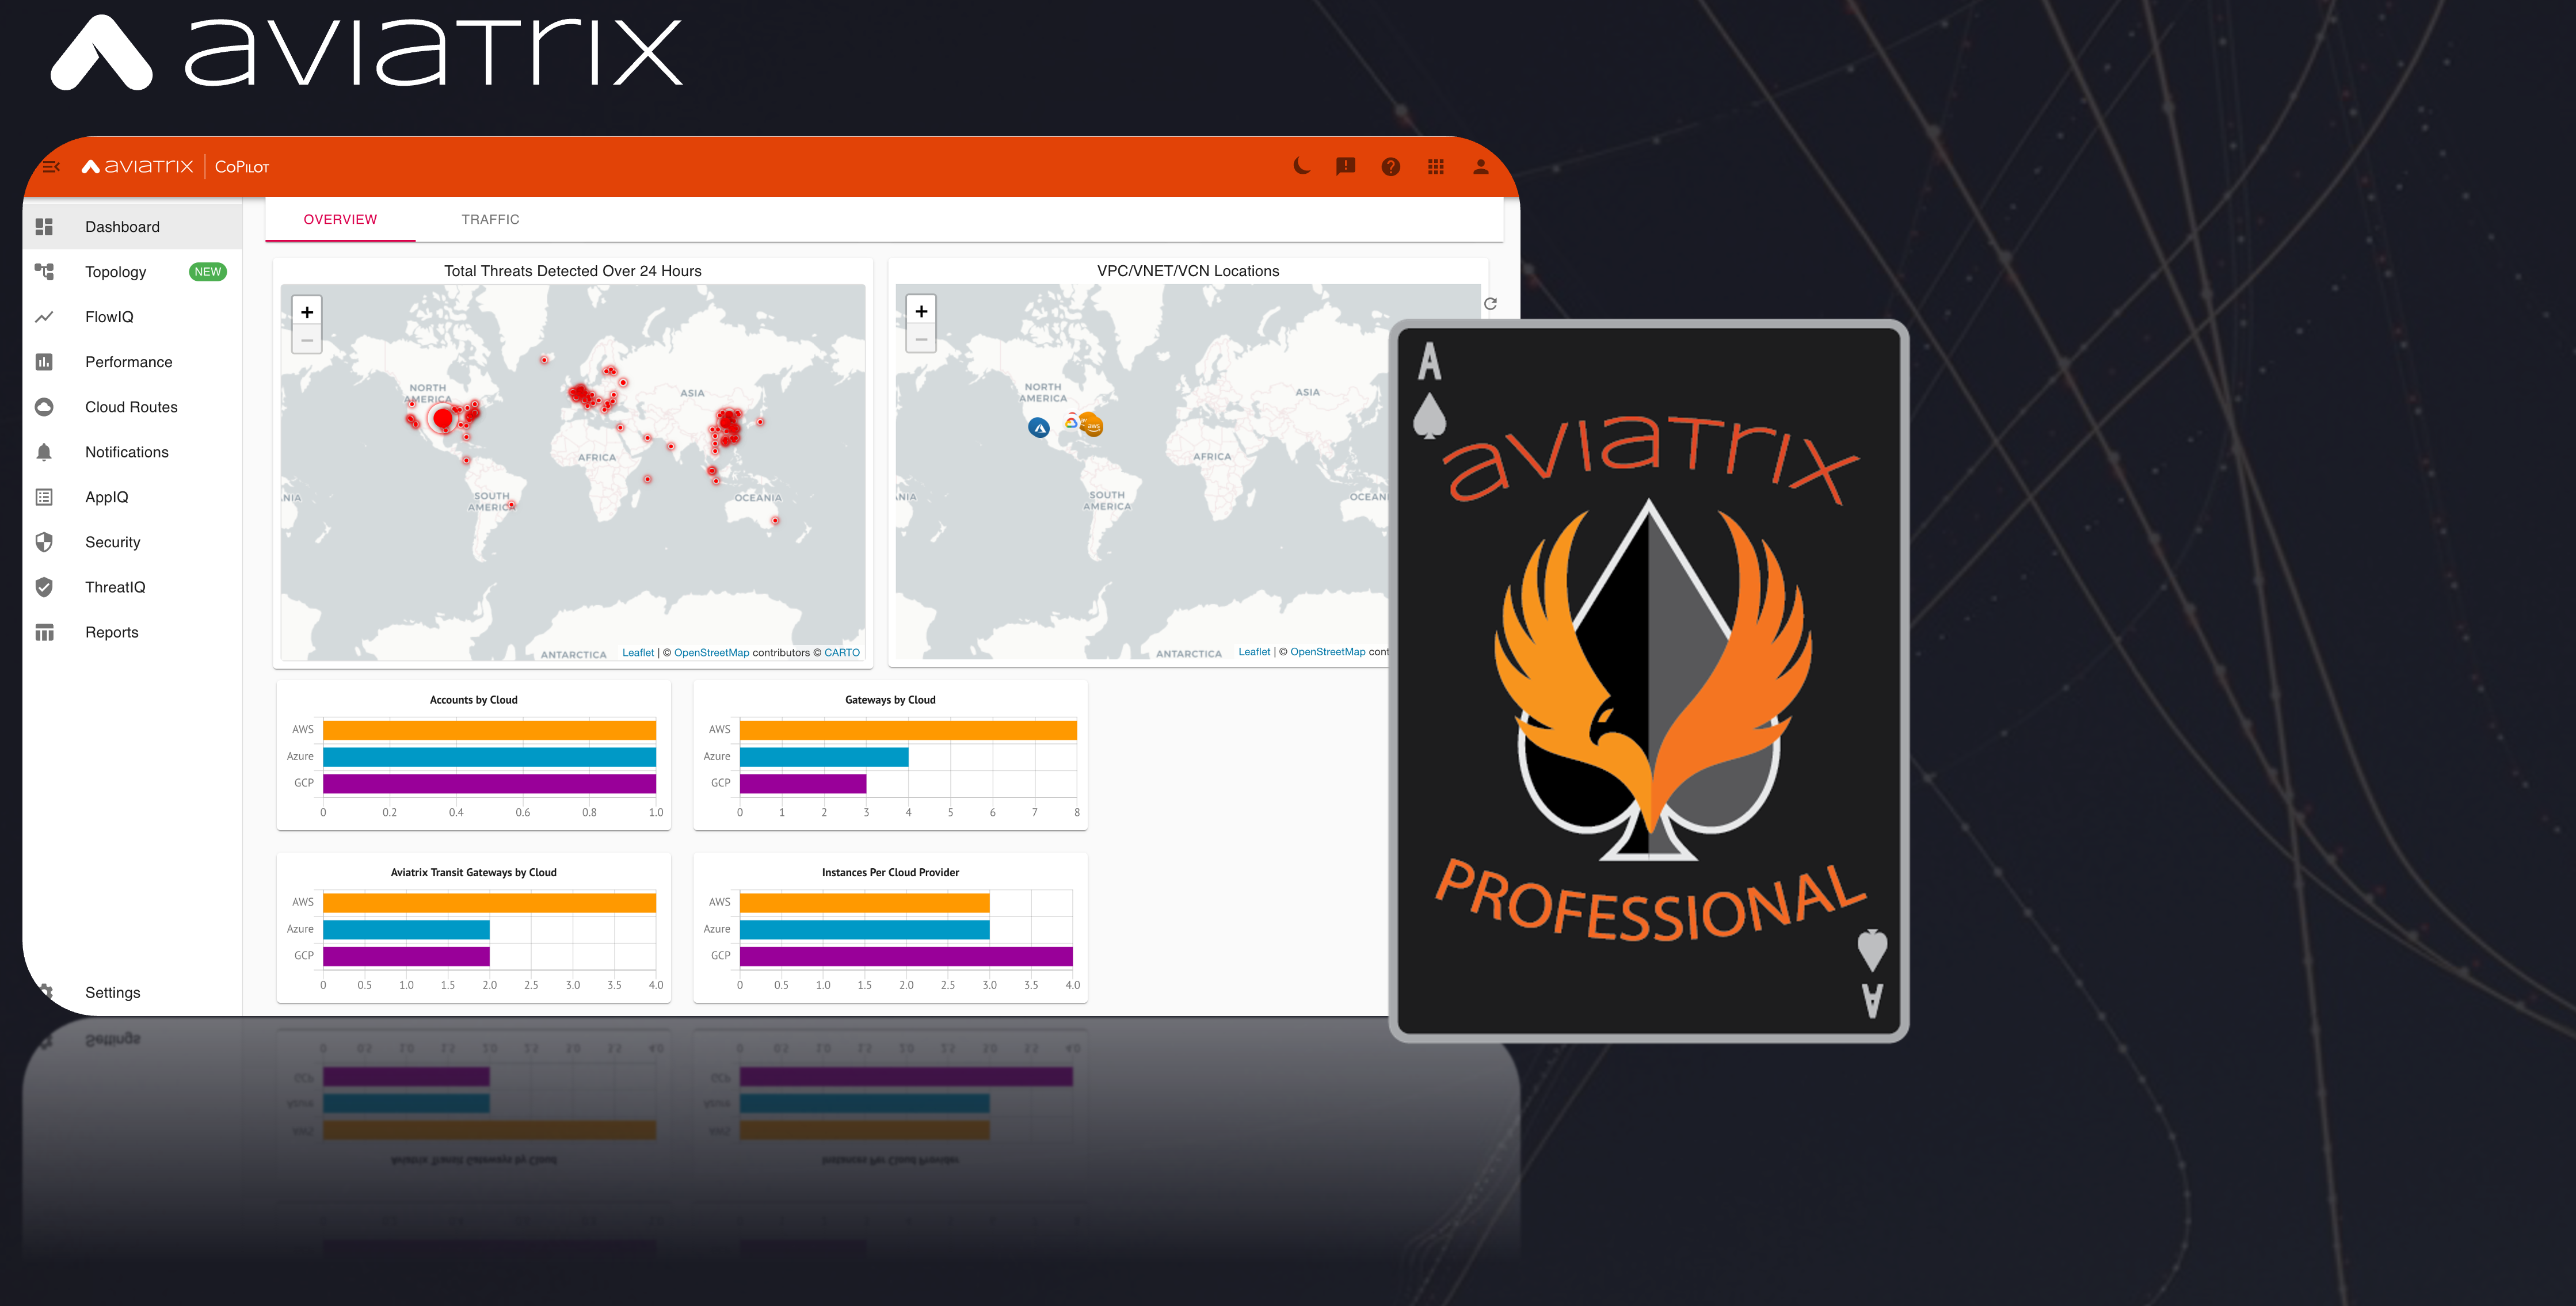 aviatrix
aviatrix | CoPilot
Dashboard
Topology NEW
FlowIQ
Performance
Cloud Routes
Notifications
AppIQ
Security
ThreatIQ
Reports
Settings
OVERVIEW TRAFFIC
Total Threats Detected Over 24 Hours
+
−
NORTH
AMERICA
ASIA
AFRICA
NIA
SOUTH
AMERICA
OCEANIA
ANTARCTICA
Leaflet | © OpenStreetMap contributors © CARTO
VPC/VNET/VCN Locations
+
−
NORTH
AMERICA
aws
ASIA
AFRICA
ANIA
SOUTH
AMERICA
OCEAN
ANTARCTICA
Leaflet | © OpenStreetMap cont
Accounts by Cloud
AWS
Azure
GCP
0 0.2 0.4 0.6 0.8 1.0
Gateways by Cloud
AWS
Azure
GCP
0 1 2 3 4 5 6 7 8
Aviatrix Transit Gateways by Cloud
AWS
Azure
GCP
0 0.5 1.0 1.5 2.0 2.5 3.0 3.5 4.0
Instances Per Cloud Provider
AWS
Azure
GCP
0 0.5 1.0 1.5 2.0 2.5 3.0 3.5 4.0
A
aviatrix
PROFESSIONAL
A